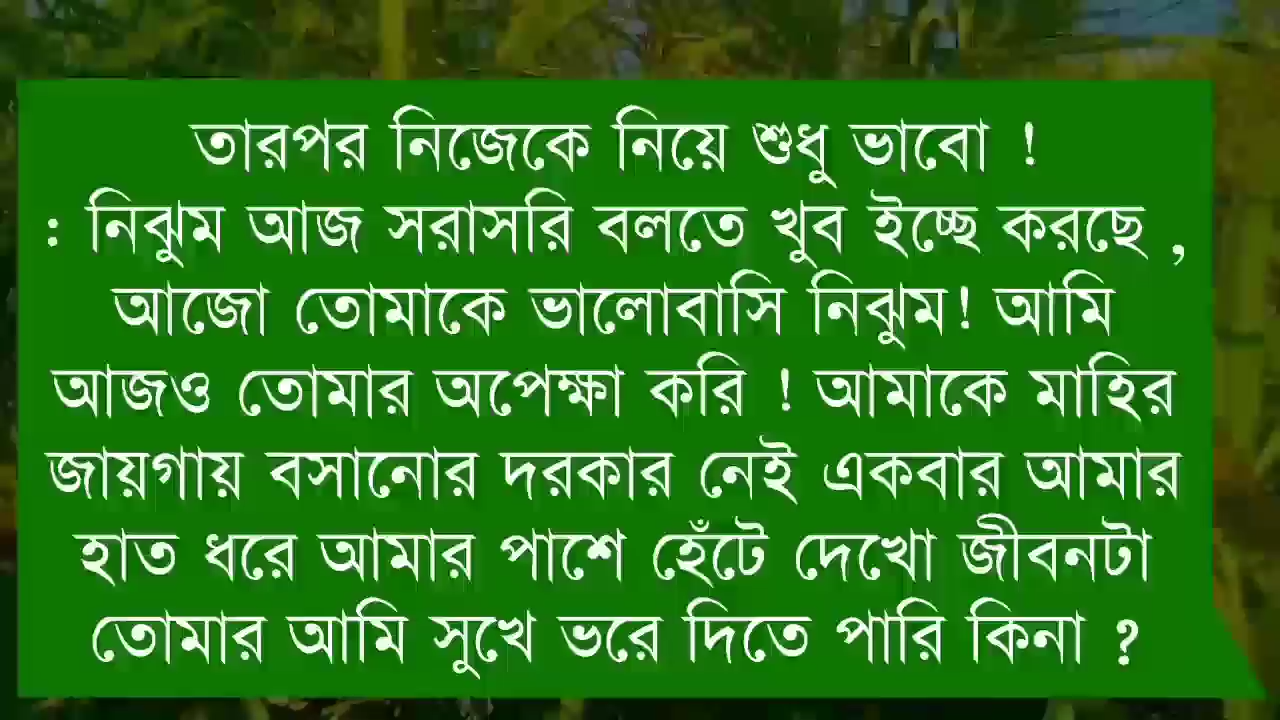 তারপর নিজেকে নিয়ে শুধু ভাবো !
: নিঝুম আজ সরাসরি বলতে খুব ইচ্ছে করছে ,
আজো তোমাকে ভালোবাসি নিঝুম! আমি
আজও তোমার অপেক্ষা করি ! আমাকে মাহির
জায়গায় বসানোর দরকার নেই একবার আমার
হাত ধরে আমার পাশে হেঁটে দেখো জীবনটা
তোমার আমি সুখে ভরে দিতে পারি কিনা ?